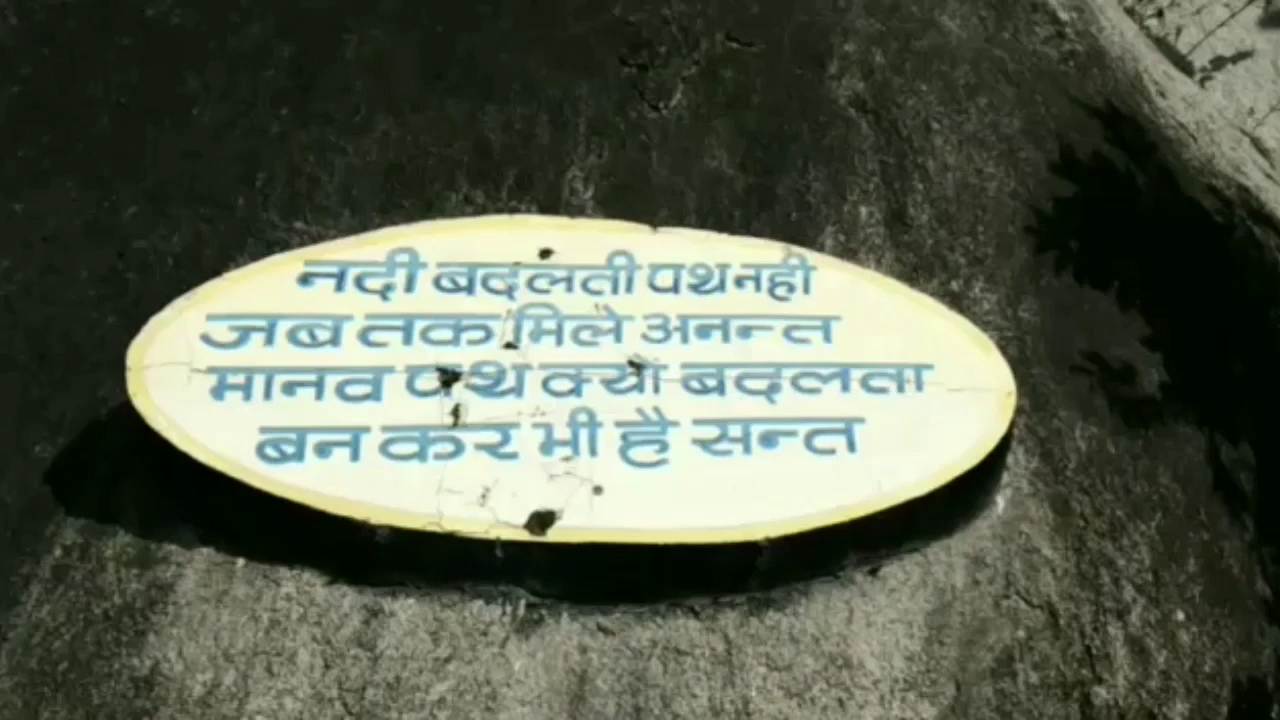 नदी बदलती पथ नही
जब तक मिले अनन्त
मानव पथ क्यो बदलता
बन कर भी है सन्त